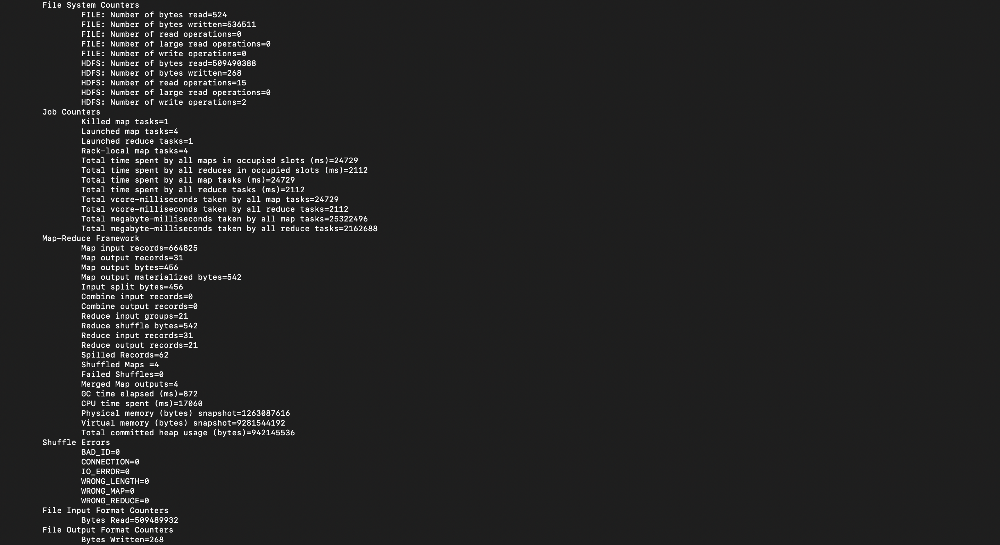 File System Counters
FILE: Number of bytes read=524
FILE: Number of bytes written=536511
FILE: Number of read operations=0
FILE: Number of large read operations=0
FILE: Number of write operations=0
HDFS: Number of bytes read=509490388
HDFS: Number of bytes written=268
HDFS: Number of read operations=15
HDFS: Number of large read operations=0
HDFS: Number of write operations=2
Job Counters
Killed map tasks=1
Launched map tasks=4
Launched reduce tasks=1
Rack-local map tasks=4
Total time spent by all maps in occupied slots (ms)=24729
Total time spent by all reduces in occupied slots (ms)=2112
Total time spent by all map tasks (ms)=24729
Total time spent by all reduce tasks (ms)=2112
Total vcore-milliseconds taken by all map tasks=24729
Total vcore-milliseconds taken by all reduce tasks=2112
Total megabyte-milliseconds taken by all map tasks=25322496
Total megabyte-milliseconds taken by all reduce tasks=2162688
Map-Reduce Framework
Map input records=664825
Map output records=31
Map output bytes=456
Map output materialized bytes=542
Input split bytes=456
Combine input records=0
Combine output records=0
Reduce input groups=21
Reduce shuffle bytes=542
Reduce input records=31
Reduce output records=21
Spilled Records=62
Shuffled Maps =4
Failed Shuffles=0
Merged Map outputs=4
GC time elapsed (ms)=872
CPU time spent (ms)=17060
Physical memory (bytes) snapshot=1263087616
Virtual memory (bytes) snapshot=9281544192
Total committed heap usage (bytes)=942145536
Shuffle Errors
BAD_ID=0
CONNECTION=0
IO_ERROR=0
WRONG_LENGTH=0
WRONG_MAP=0
WRONG_REDUCE=0
File Input Format Counters
Bytes Read=509489932
File Output Format Counters
Bytes Written=268